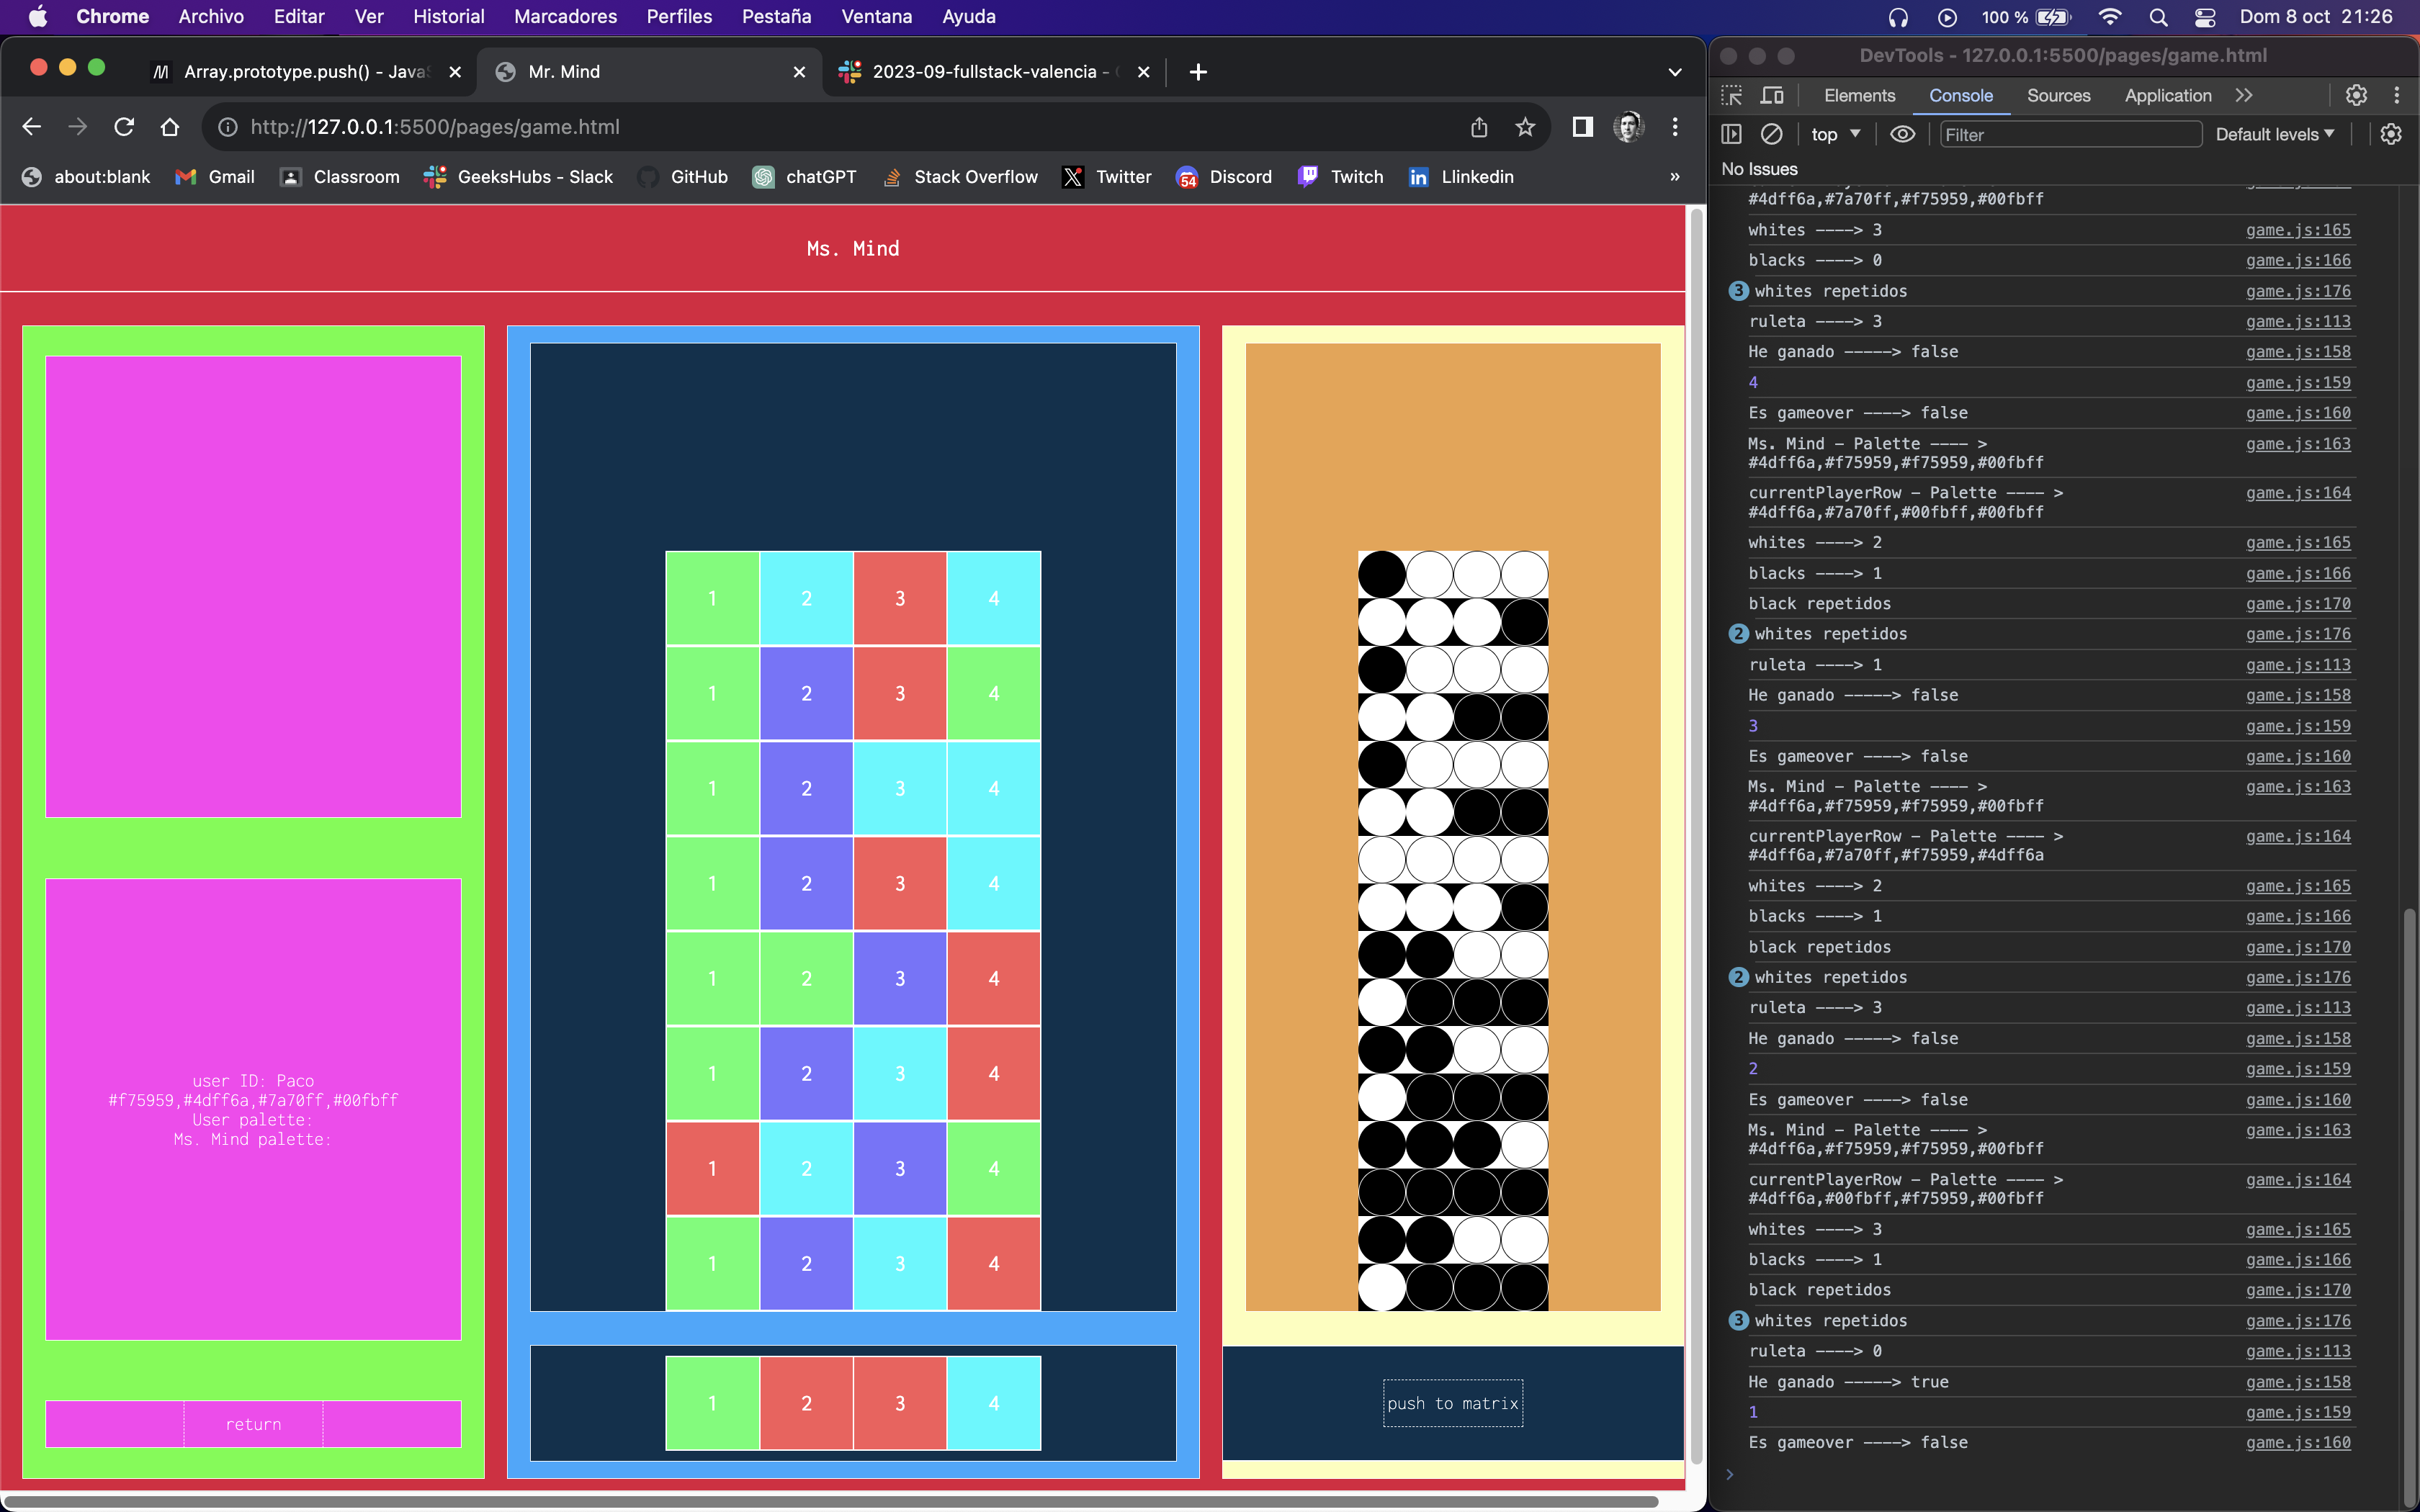 Chrome Archivo Editar Ver Historial Marcadores Perfiles Pestaña Ventana Ayuda 100 % Dom 8 oct 21:26
Array.prototype.push() - Java Mr. Mind 2023-09-fullstack-valencia -
http://127.0.0.1:5500/pages/game.html
about:blank Gmail Classroom GeeksHubs - Slack GitHub chatGPT Stack Overflow Twitter 54 Discord Twitch Llinkedin »
Ms. Mind
user ID: Paco
#f75959,#4dff6a,#7a70ff,#00fbff
User palette:
Ms. Mind palette:
return
1 2 3 4
1 2 3 4
1 2 3 4
1 2 3 4
1 2 3 4
1 2 3 4
1 2 3 4
1 2 3 4
1 2 3 4
push to matrix
DevTools - 127.0.0.1:5500/pages/game.html
Elements Console Sources Application
top Filter Default levels
No Issues
#4dff6a,#7a70ff,#f75959,#00fbff
whites ----> 3 game.js:165
blacks ----> 0 game.js:166
3 whites repetidos game.js:176
ruleta ----> 3 game.js:113
He ganado -----> false game.js:158
4 game.js:159
Es gameover ----> false game.js:160
Ms. Mind - Palette ---- > game.js:163
#4dff6a,#f75959,#f75959,#00fbff
currentPlayerRow - Palette ---- > game.js:164
#4dff6a,#7a70ff,#00fbff,#00fbff
whites ----> 2 game.js:165
blacks ----> 1 game.js:166
black repetidos game.js:170
2 whites repetidos game.js:176
ruleta ----> 1 game.js:113
He ganado -----> false game.js:158
3 game.js:159
Es gameover ----> false game.js:160
Ms. Mind - Palette ---- > game.js:163
#4dff6a,#f75959,#f75959,#00fbff
currentPlayerRow - Palette ---- > game.js:164
#4dff6a,#7a70ff,#f75959,#4dff6a
whites ----> 2 game.js:165
blacks ----> 1 game.js:166
black repetidos game.js:170
2 whites repetidos game.js:176
ruleta ----> 3 game.js:113
He ganado -----> false game.js:158
2 game.js:159
Es gameover ----> false game.js:160
Ms. Mind - Palette ---- > game.js:163
#4dff6a,#f75959,#f75959,#00fbff
currentPlayerRow - Palette ---- > game.js:164
#4dff6a,#00fbff,#f75959,#00fbff
whites ----> 3 game.js:165
blacks ----> 1 game.js:166
black repetidos game.js:170
3 whites repetidos game.js:176
ruleta ----> 0 game.js:113
He ganado -----> true game.js:158
1 game.js:159
Es gameover ----> false game.js:160